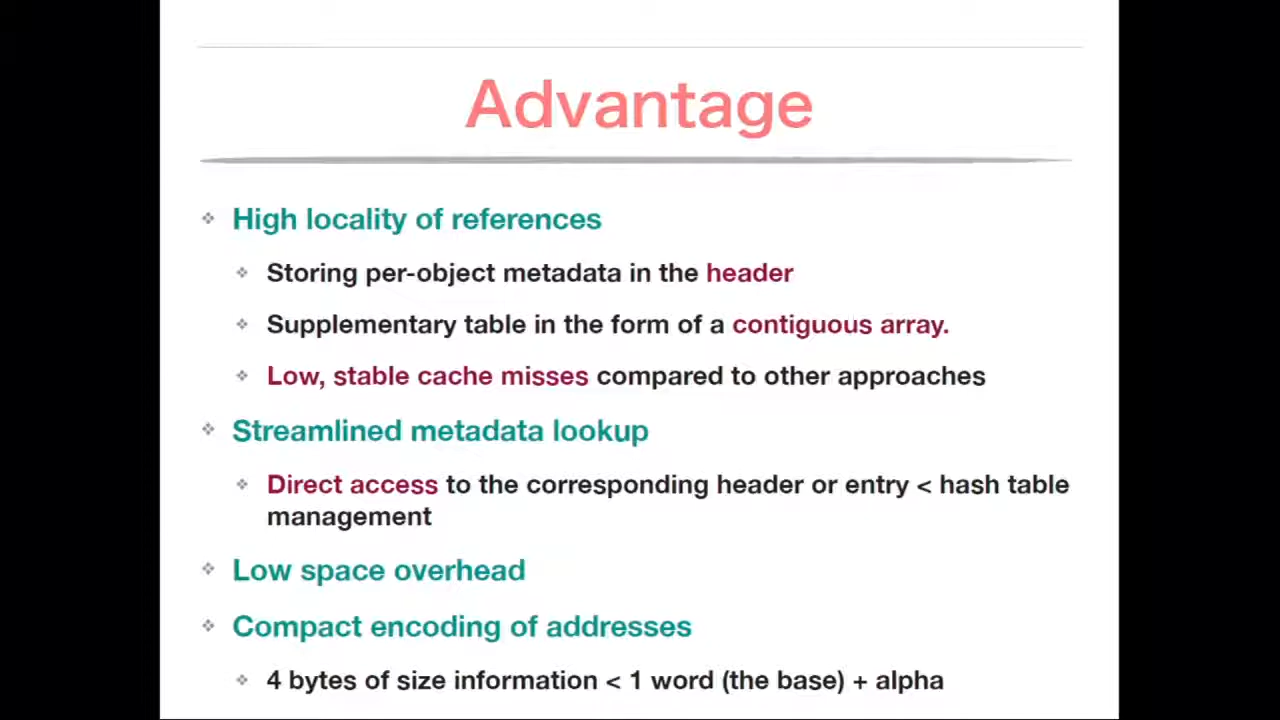 Advantage
High locality of references
Storing per-object metadata in the header
Supplementary table in the form of a contiguous array.
Low, stable cache misses compared to other approaches
Streamlined metadata lookup
Direct access to the corresponding header or entry < hash table
management
Low space overhead
Compact encoding of addresses
4 bytes of size information < 1 word (the base) + alpha